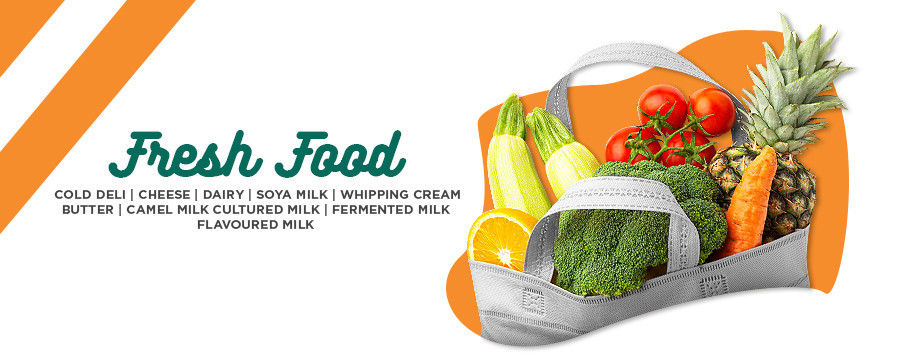 Fresh Food
COLD DELI | CHEESE | DAIRY | SOYA MILK | WHIPPING CREAM
BUTTER | CAMEL MILK CULTURED MILK | FERMENTED MILK
FLAVOURED MILK